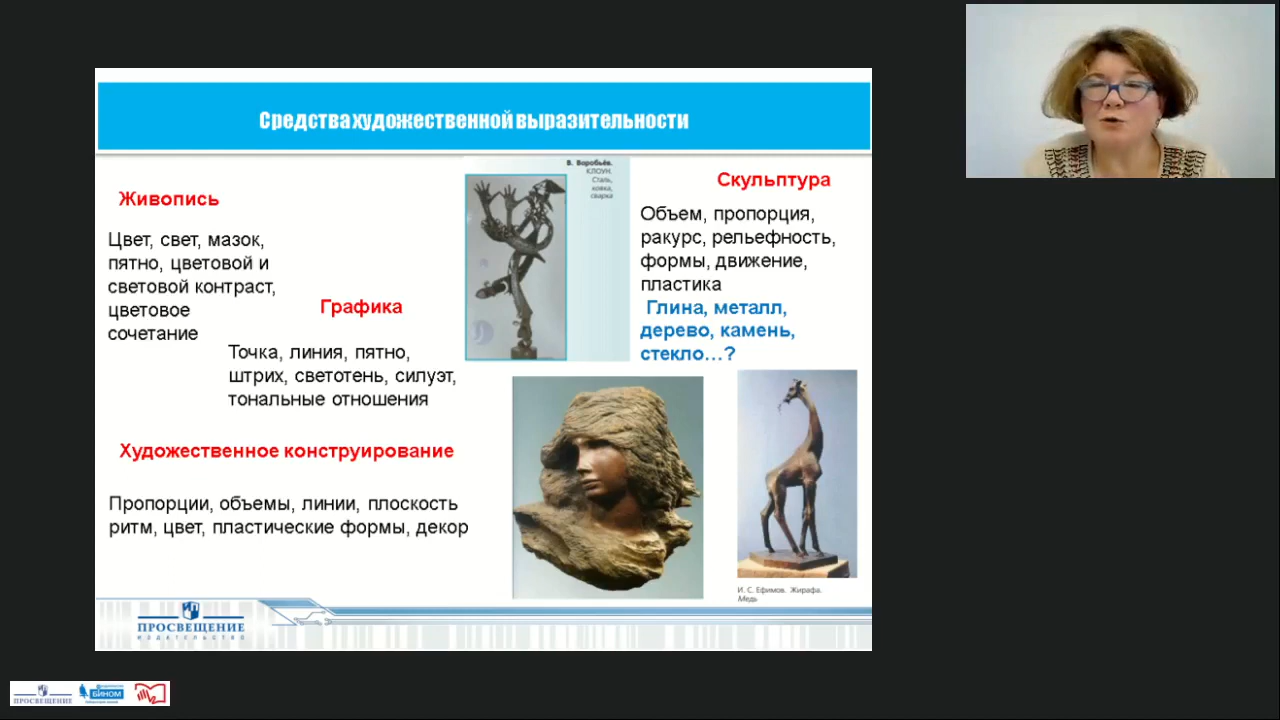 Средства художественной выразительности
Живопись
Цвет, свет, мазок,
пятно, цветовой и
световой контраст,
цветовое
сочетание
Графика
Точка, линия, пятно,
штрих, светотень, силуэт,
тональные отношения
Художественное конструирование
Пропорции, объемы, линии, плоскость
ритм, цвет, пластические формы, декор
В. Воробьёв.
КЛОУН.
Сталь,
ковка,
сварка
Скульптура
Объем, пропорция,
ракурс, рельефность,
формы, движение,
пластика
Глина, металл,
дерево, камень,
стекло…?
И. С. Ефимов. Жирафа.
Медь
ПРОСВЕЩЕНИЕ
ИЗДАТЕЛЬСТВО
ПРОСВЕЩЕНИЕ
БИНОМ